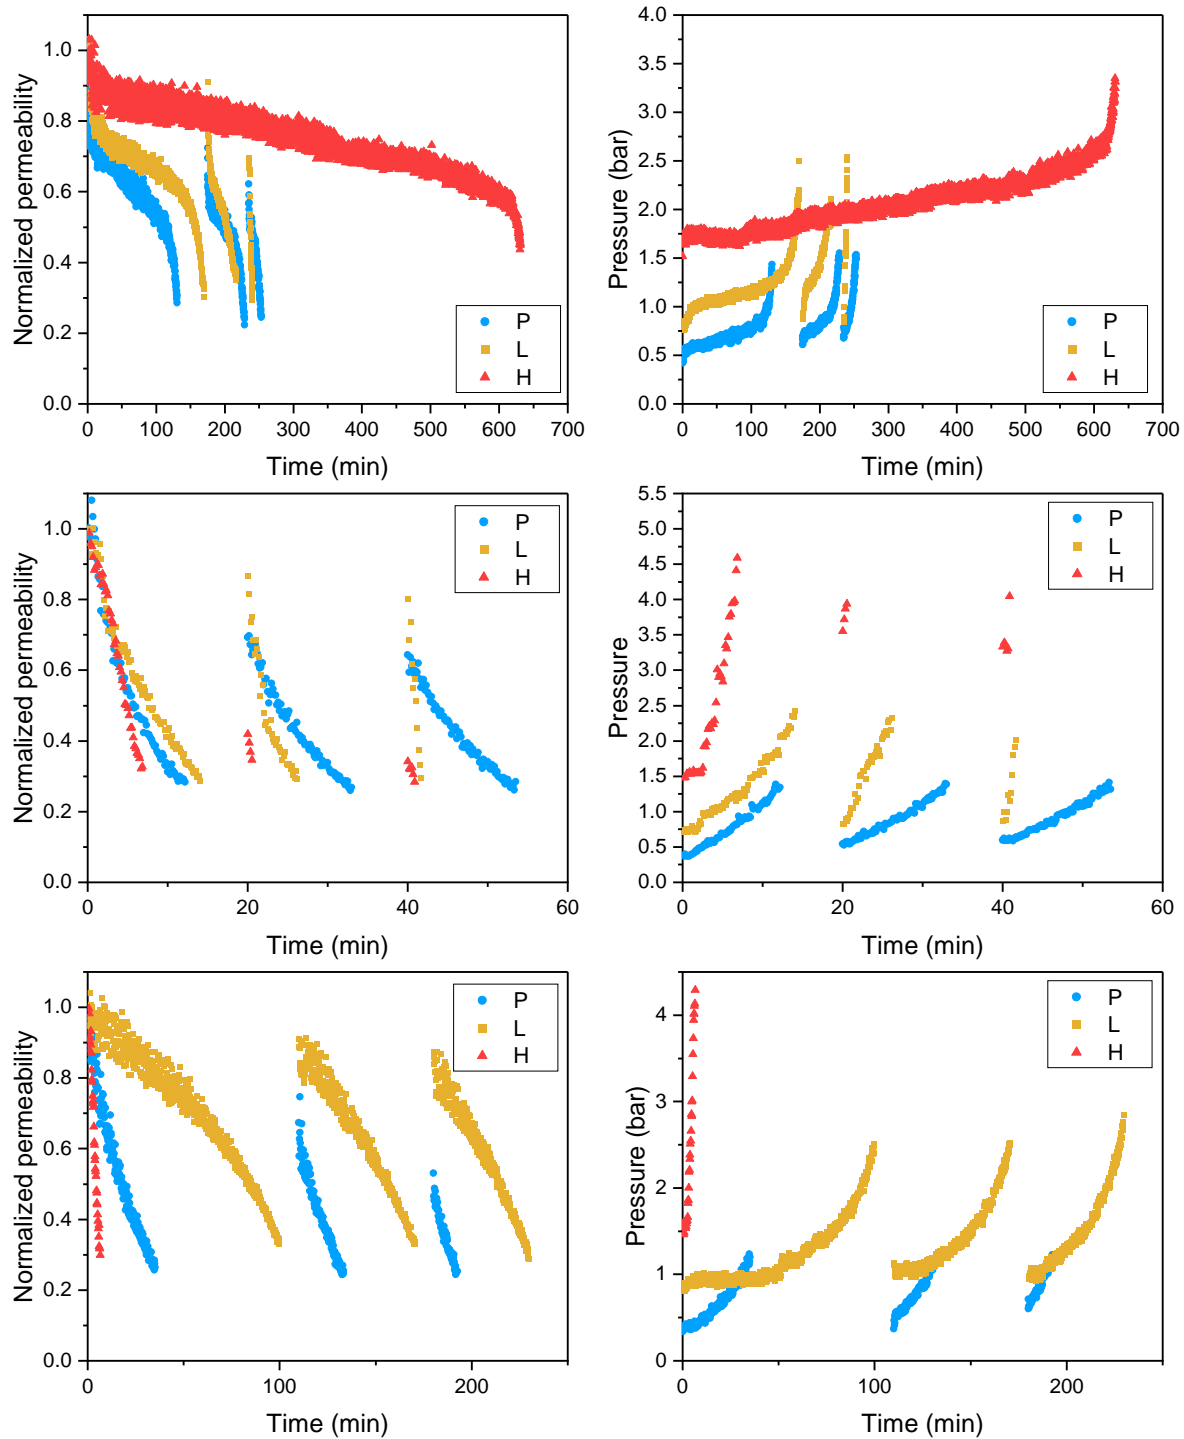 Normalized permeability
1.0
0.8
0.6
0.4
0.2
0.0
P
L
H
0 100 200 300 400 500 600 700
Time (min)
Pressure (bar)
4.0
3.5
3.0
2.5
2.0
1.5
1.0
0.5
0.0
P
L
H
0 100 200 300 400 500 600 700
Time (min)
Normalized permeability
1.0
0.8
0.6
0.4
0.2
0.0
P
L
H
0 20 40 60
Time (min)
Pressure
5.5
5.0
4.5
4.0
3.5
3.0
2.5
2.0
1.5
1.0
0.5
0.0
P
L
H
0 20 40 60
Time (min)
Normalized permeability
1.0
0.8
0.6
0.4
0.2
0.0
P
L
H
0 100 200
Time (min)
Pressure (bar)
4
3
2
1
0
P
L
H
0 100 200
Time (min)